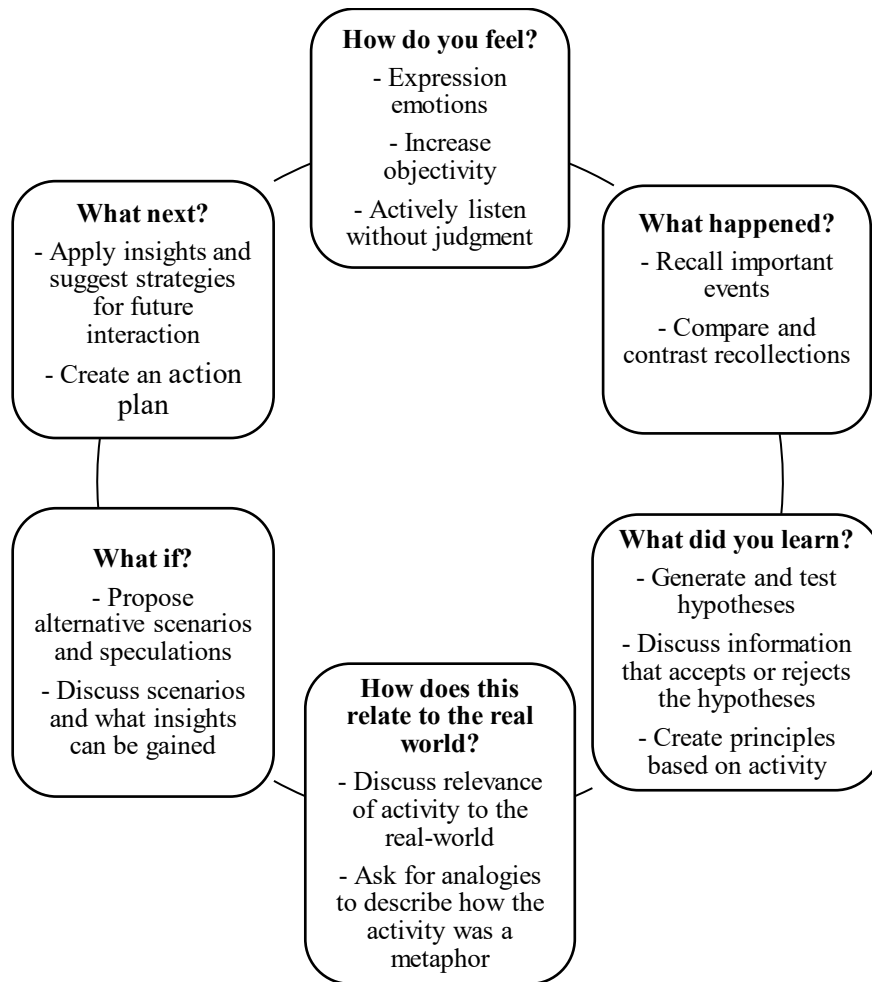 How do you feel?
- Expression
emotions
- Increase
objectivity
- Actively listen
without judgment
What happened?
- Recall important
events
- Compare and
contrast recollections
What did you learn?
- Generate and test
hypotheses
- Discuss information
that accepts or rejects
the hypotheses
- Create principles
based on activity
How does this
relate to the real
world?
- Discuss relevance
of activity to the
real-world
- Ask for analogies
to describe how the
activity was a
metaphor
What if?
- Propose
alternative scenarios
and speculations
- Discuss scenarios
and what insights
can be gained
What next?
- Apply insights and
suggest strategies
for future
interaction
- Create an action
plan